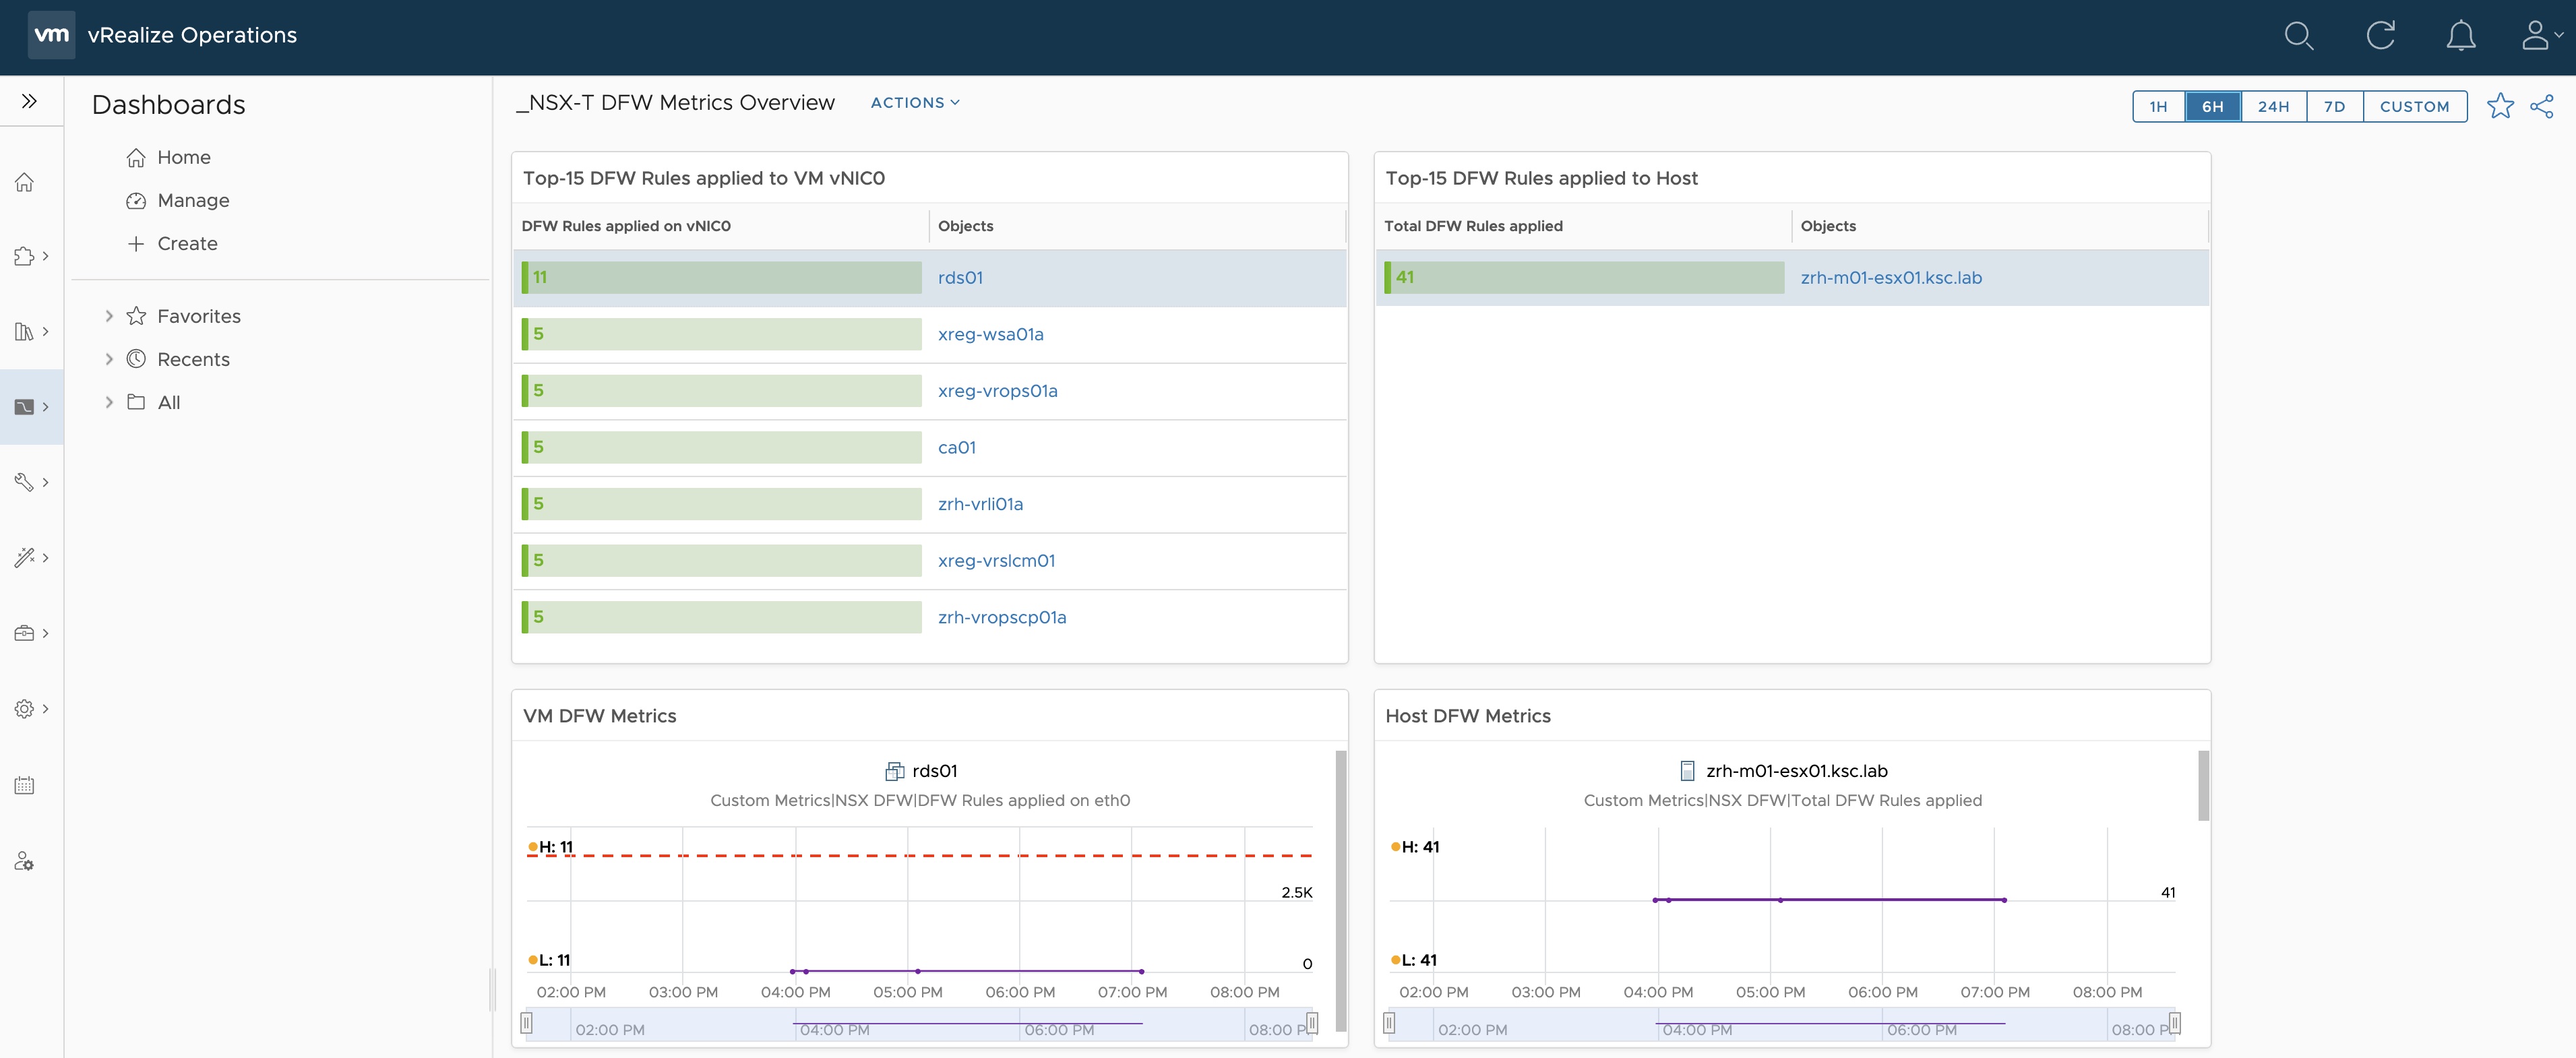 vm vRealize Operations
Dashboards
Home
Manage
Create
Favorites
Recents
All
_NSX-T DFW Metrics Overview ACTIONS
1H 6H 24H 7D CUSTOM
Top-15 DFW Rules applied to VM vNIC0
DFW Rules applied on vNIC0 Objects
11 rds01
5 xreg-wsa01a
5 xreg-vrops01a
5 ca01
5 zrh-vrli01a
5 xreg-vrslcm01
5 zrh-vropscp01a
Top-15 DFW Rules applied to Host
Total DFW Rules applied Objects
41 zrh-m01-esx01.ksc.lab
VM DFW Metrics
rds01
Custom Metrics|NSX DFW|DFW Rules applied on eth0
H: 11
2.5K
L: 11
0
02:00 PM 03:00 PM 04:00 PM 05:00 PM 06:00 PM 07:00 PM 08:00 PM
02:00 PM 04:00 PM 06:00 PM 08:00 P
Host DFW Metrics
zrh-m01-esx01.ksc.lab
Custom Metrics|NSX DFW|Total DFW Rules applied
H: 41
41
L: 41
02:00 PM 03:00 PM 04:00 PM 05:00 PM 06:00 PM 07:00 PM 08:00 PM
02:00 PM 04:00 PM 06:00 PM 08:00 P